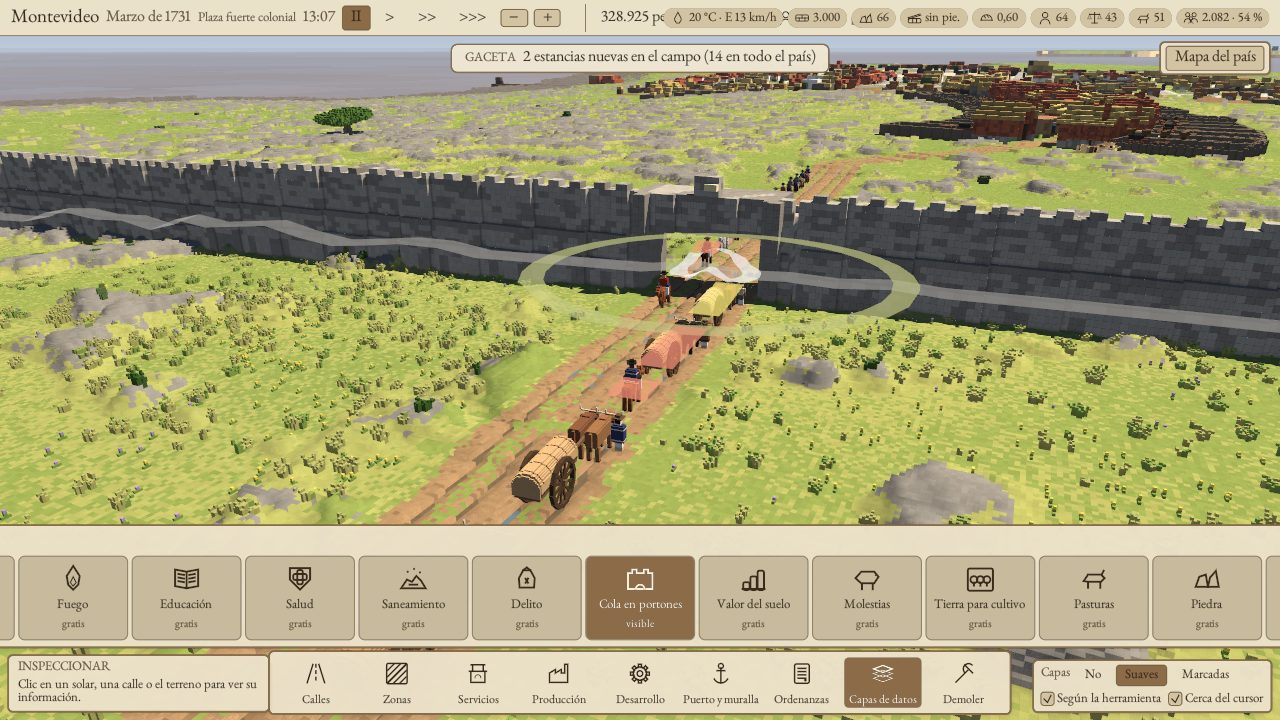 Montevideo Marzo de 1731 Plaza fuerte colonial 13:07 II > >> >>> − + 328.925 20 °C · E 13 km/h 3.000 66 sin pie. 0,60 64 43 51 2.082 · 54 %
GACETA 2 estancias nuevas en el campo (14 en todo el país)
Mapa del país
Fuego
gratis
Educación
gratis
Salud
gratis
Saneamiento
gratis
Delito
gratis
Cola en portones
visible
Valor del suelo
gratis
Molestias
gratis
Tierra para cultivo
gratis
Pasturas
gratis
Piedra
gratis
INSPECCIONAR
Clic en un solar, una calle o el terreno para ver su
información.
Calles
Zonas
Servicios
Producción
Desarrollo
Puerto y muralla
Ordenanzas
Capas de datos
Demoler
Capas No Suaves Marcadas
Según la herramienta Cerca del cursor